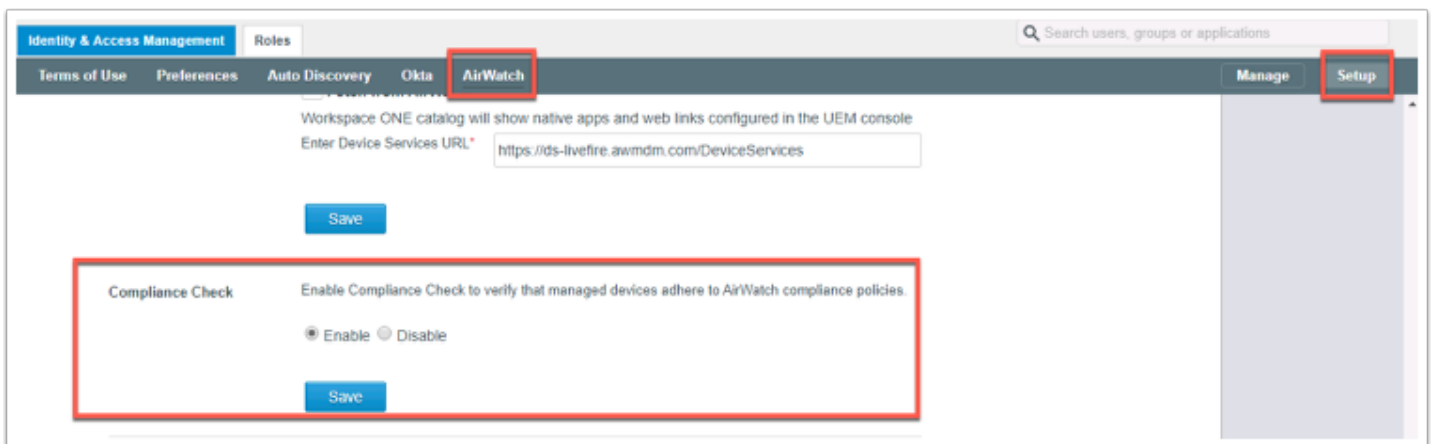 Identity & Access Management Roles Search users, groups or applications
Terms of Use Preferences Auto Discovery Okta AirWatch Manage Setup
Workspace ONE catalog will show native apps and web links configured in the UEM console
Enter Device Services URL* https://ds-livefire.awmdm.com/DeviceServices
Save
Compliance Check Enable Compliance Check to verify that managed devices adhere to AirWatch compliance policies.
Enable Disable
Save